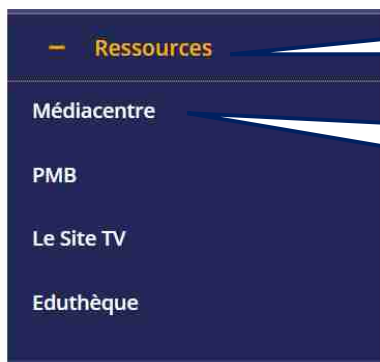 – Ressources
Médiacentre
PMB
Le Site TV
Eduthèque